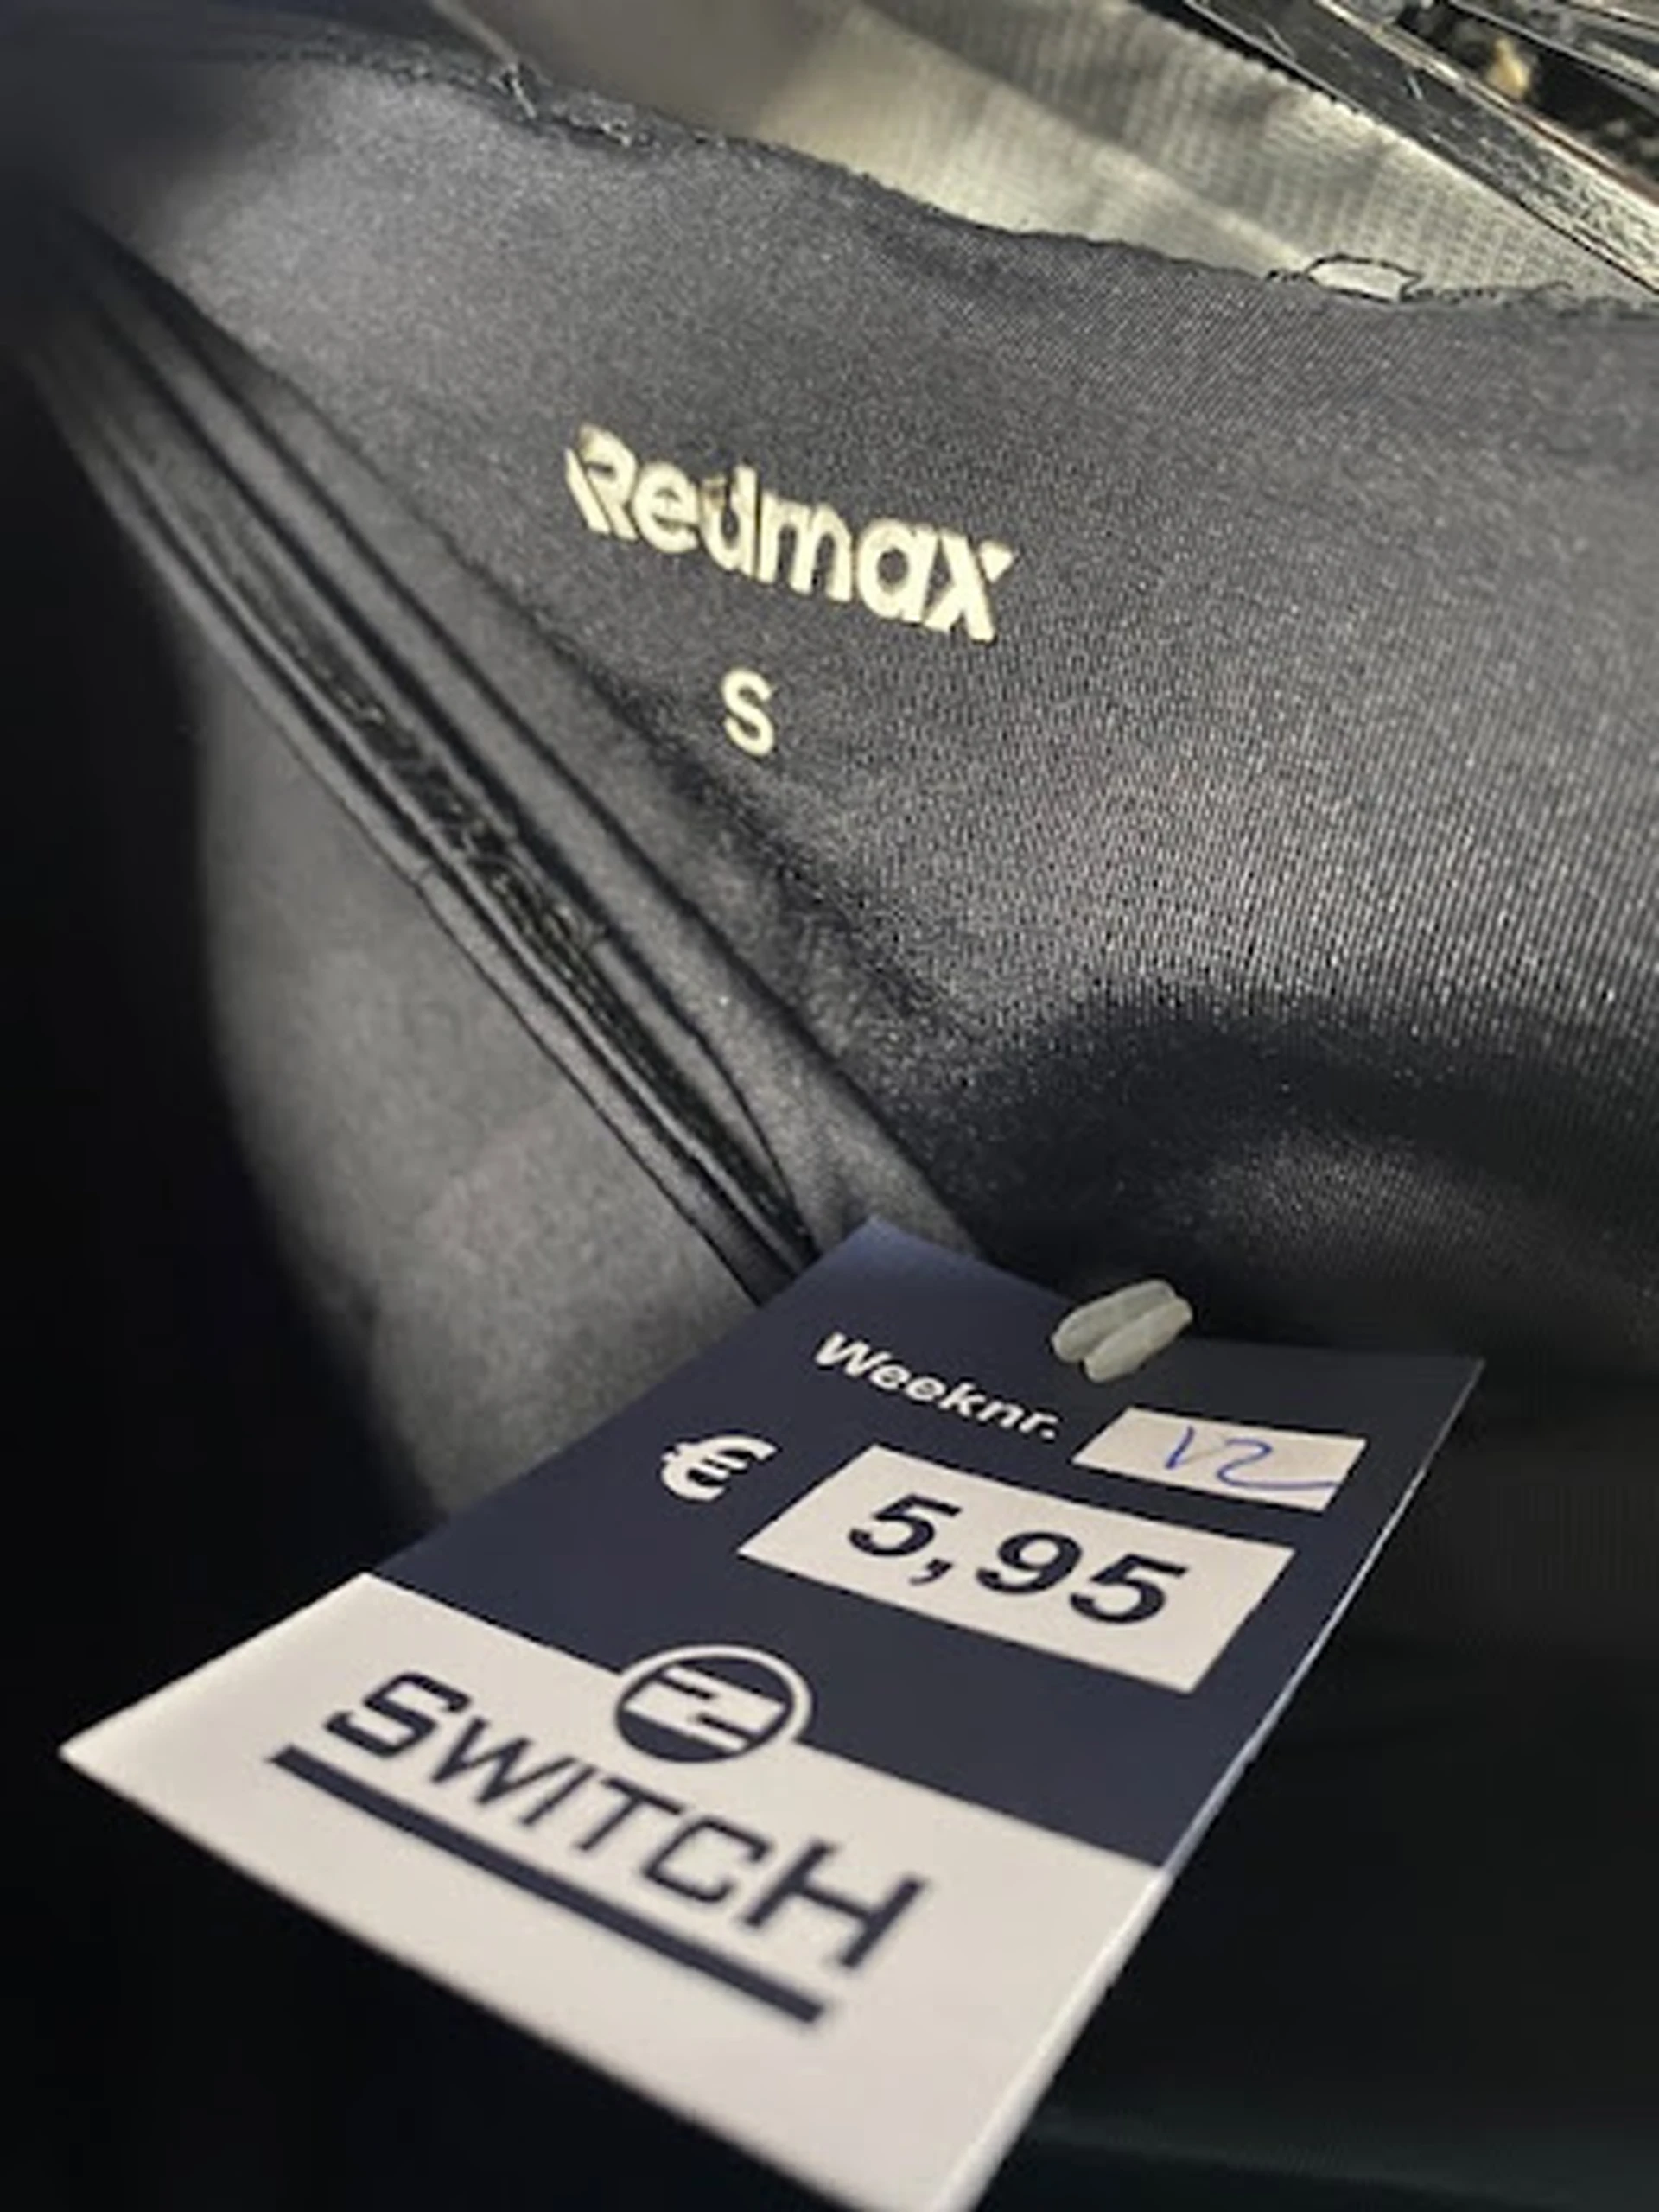 Redmax
S
Weeknr. 12
€ 5,95
SWITCH